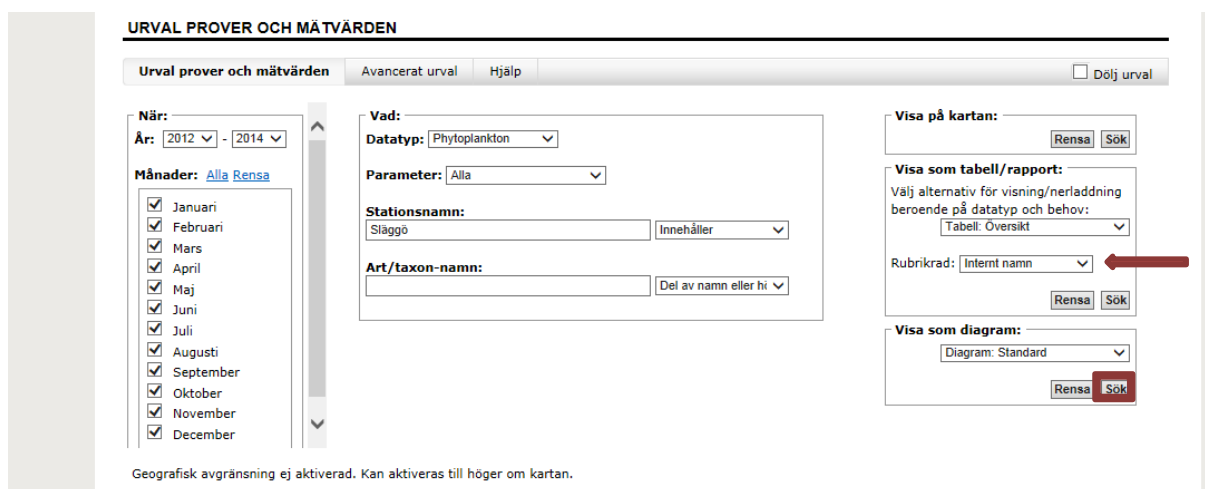 URVAL PROVER OCH MÄTVÄRDEN
Urval prover och mätvärden Avancerat urval Hjälp Dölj urval
När:
År: 2012 - 2014
Månader: Alla Rensa
Januari
Februari
Mars
April
Maj
Juni
Juli
Augusti
September
Oktober
November
December
Vad:
Datatyp: Phytoplankton
Parameter: Alla
Stationsnamn:
Släggö Innehåller
Art/taxon-namn:
Del av namn eller hi
Visa på kartan:
Rensa Sök
Visa som tabell/rapport:
Välj alternativ för visning/nerladdning
beroende på datatyp och behov:
Tabell: Översikt
Rubrikrad: Internt namn
Rensa Sök
Visa som diagram:
Diagram: Standard
Rensa Sök
Geografisk avgränsning ej aktiverad. Kan aktiveras till höger om kartan.